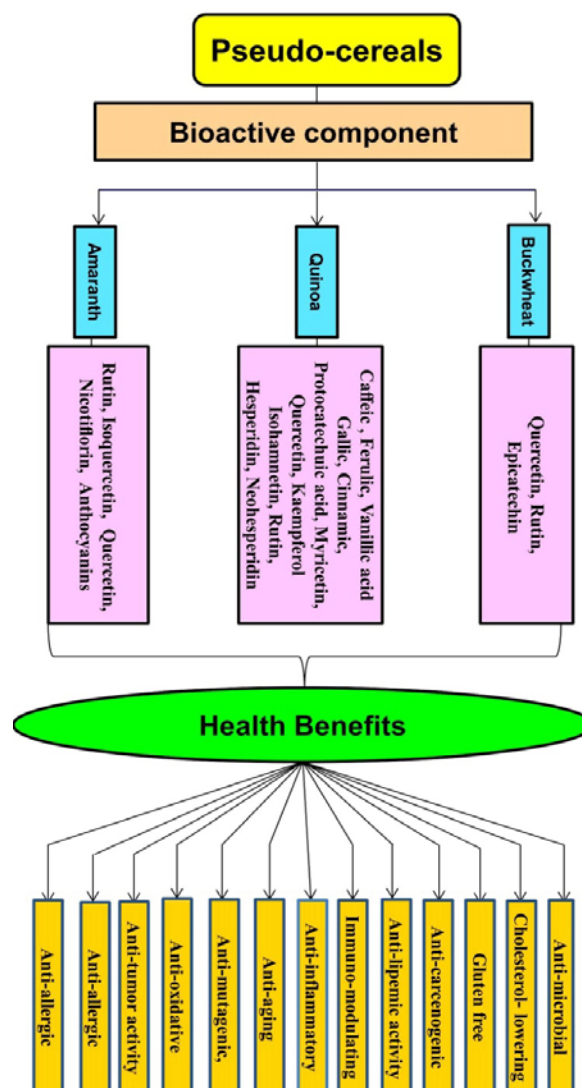 Pseudo-cereals
Bioactive component
Amaranth
Quinoa
Buckwheat
Rutin, Isoquercetin, Quercetin,
Nicotiflorin, Anthocyanins
Caffeic , Ferulic, Vanillic acid
Gallic, Cinnamic,
Protocatechuic acid, Myricetin,
Quercetin, Kaempferol
Isohamnetin, Rutin,
Hesperidin, Neohesperidin
Quercetin, Rutin,
Epicatechin
Health Benefits
Anti-allergic
Anti-allergic
Anti-tumor activity
Anti-oxidative
Anti-mutagenic,
Anti-aging
Anti-inflammatory
Immuno-modulating
Anti-lipemic activity
Anti-carcenogenic
Gluten free
Cholesterol- lowering
Anti-microbial